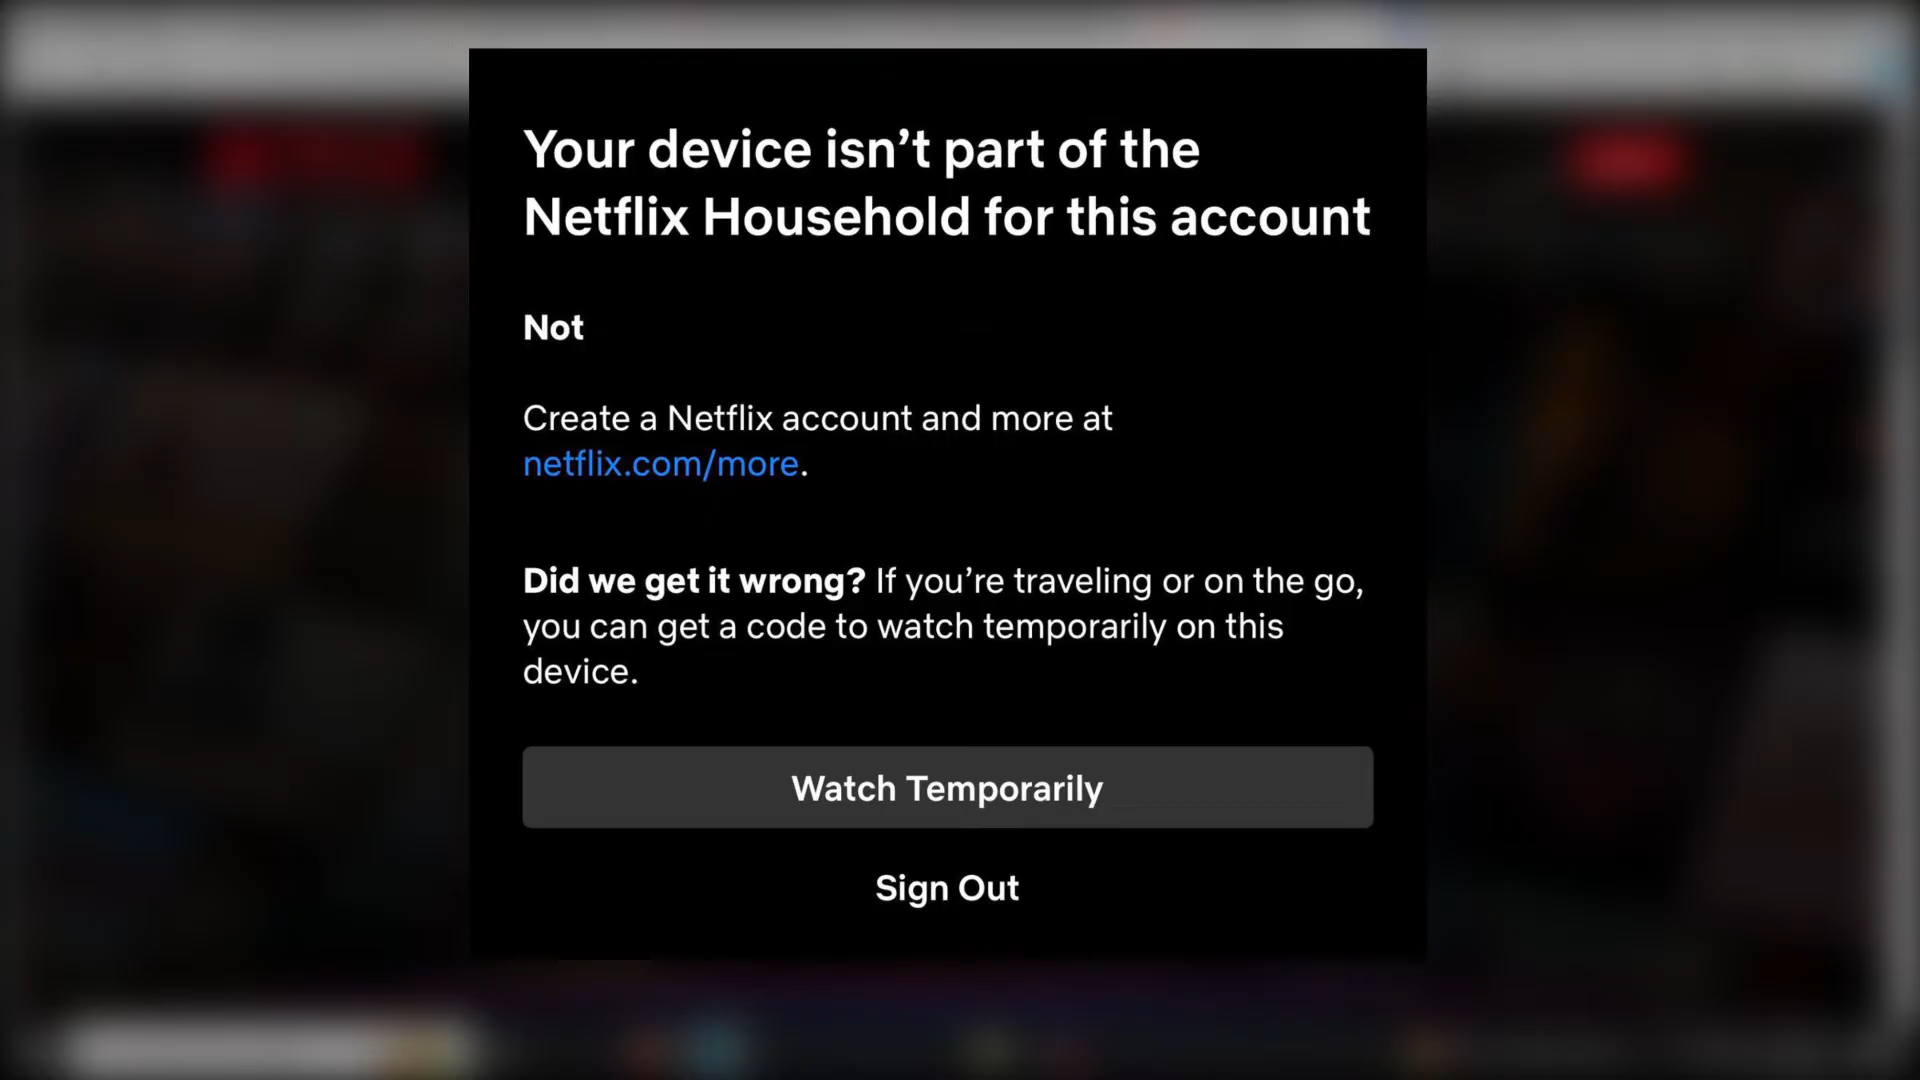 Your device isn’t part of the
Netflix Household for this account
Not
Create a Netflix account and more at
netflix.com/more.
Did we get it wrong? If you’re traveling or on the go,
you can get a code to watch temporarily on this
device.
Watch Temporarily
Sign Out